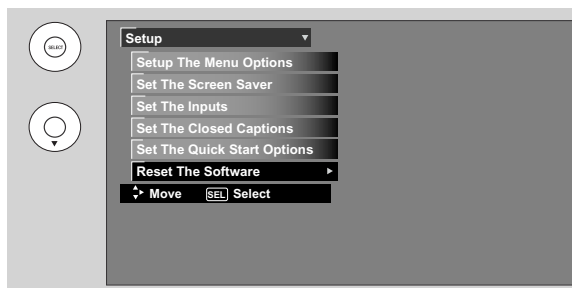 SELECT
Setup
Setup The Menu Options
Set The Screen Saver
Set The Inputs
Set The Closed Captions
Set The Quick Start Options
Reset The Software
Move SEL Select